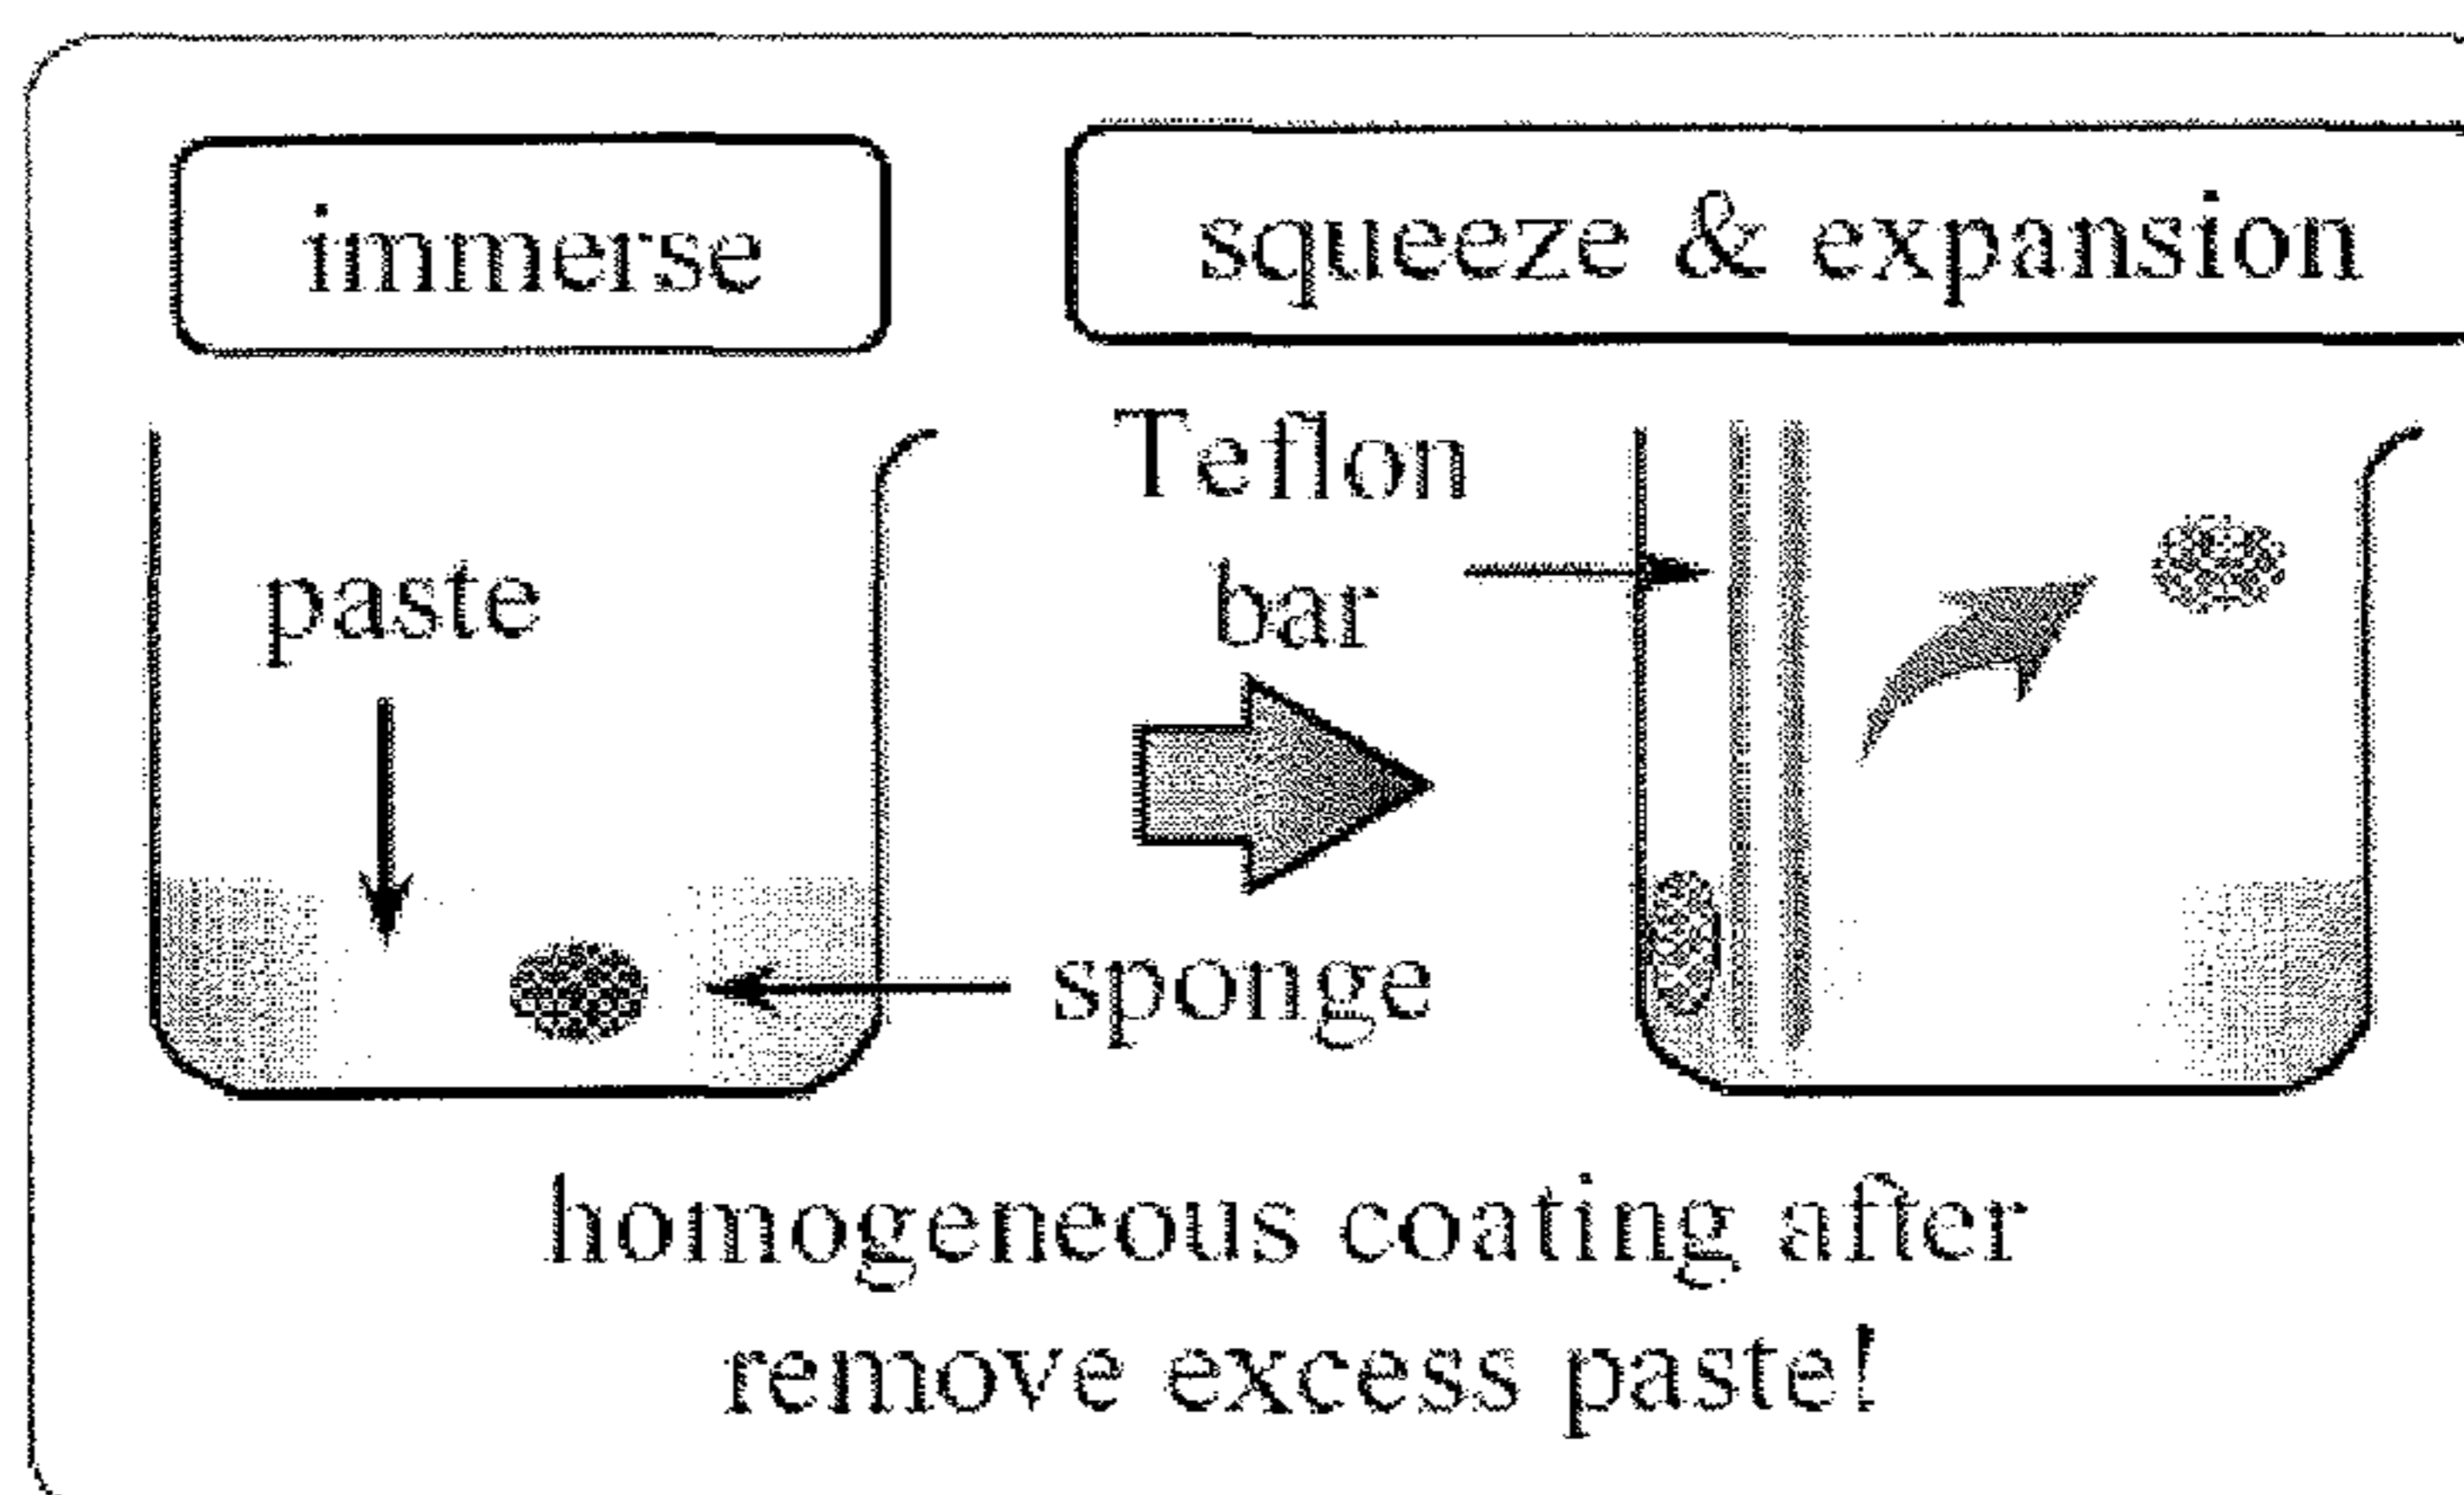 immerse
squeeze & expansion
Teflon
bar
paste
sponge
homogeneous coating after
remove excess paste!